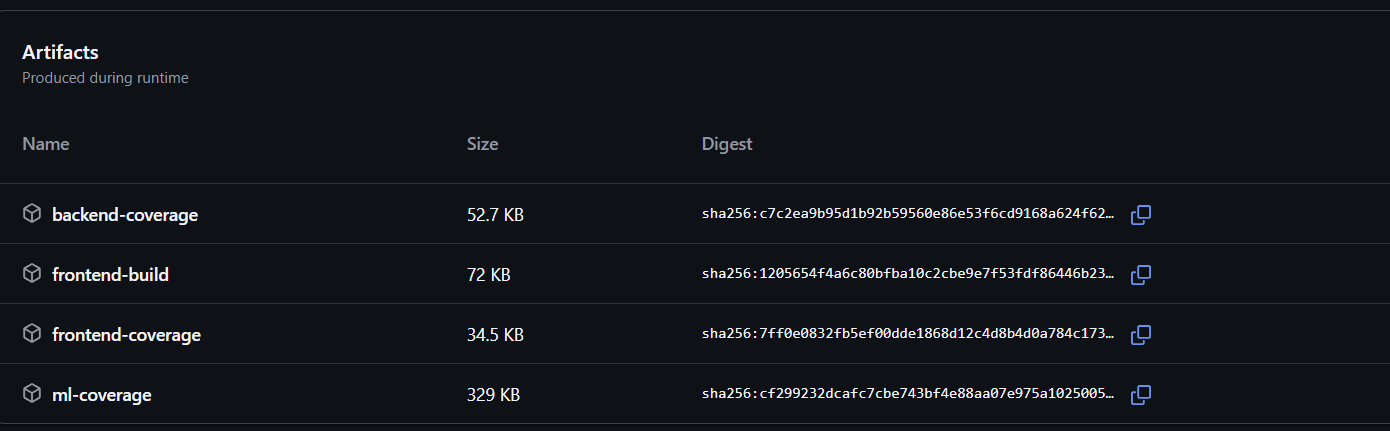 Artifacts
Produced during runtime
Name Size Digest
backend-coverage 52.7 KB sha256:c7c2ea9b95d1b92b59560e86e53f6cd9168a624f62…
frontend-build 72 KB sha256:1205654f4a6c80bfba10c2cbe9e7f53fdf86446b23…
frontend-coverage 34.5 KB sha256:7ff0e0832fb5ef00dde1868d12c4d8b4d0a784c173…
ml-coverage 329 KB sha256:cf299232dcafc7cbe743bf4e88aa07e975a1025005…